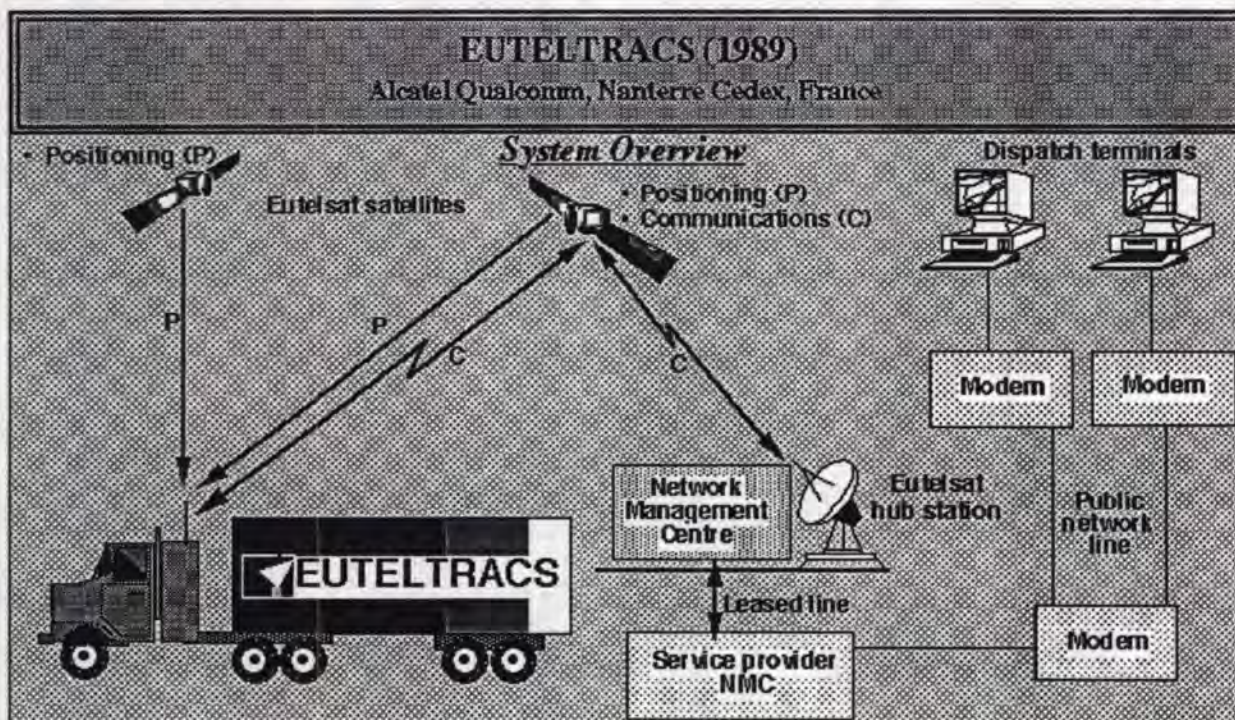 EUTELTRACS (1989)
Alcatel Qualcomm, Nanterre Cedex, France
System Overview
• Positioning (P)
Eutelsat satellites
• Positioning (P)
• Communications (C)
Dispatch terminals
P
P
C
C
Modem
Modem
Network
Management
Centre
Eutelsat
hub station
Public
network
line
EUTELTRACS
Leased line
Service provider
NMC
Modem